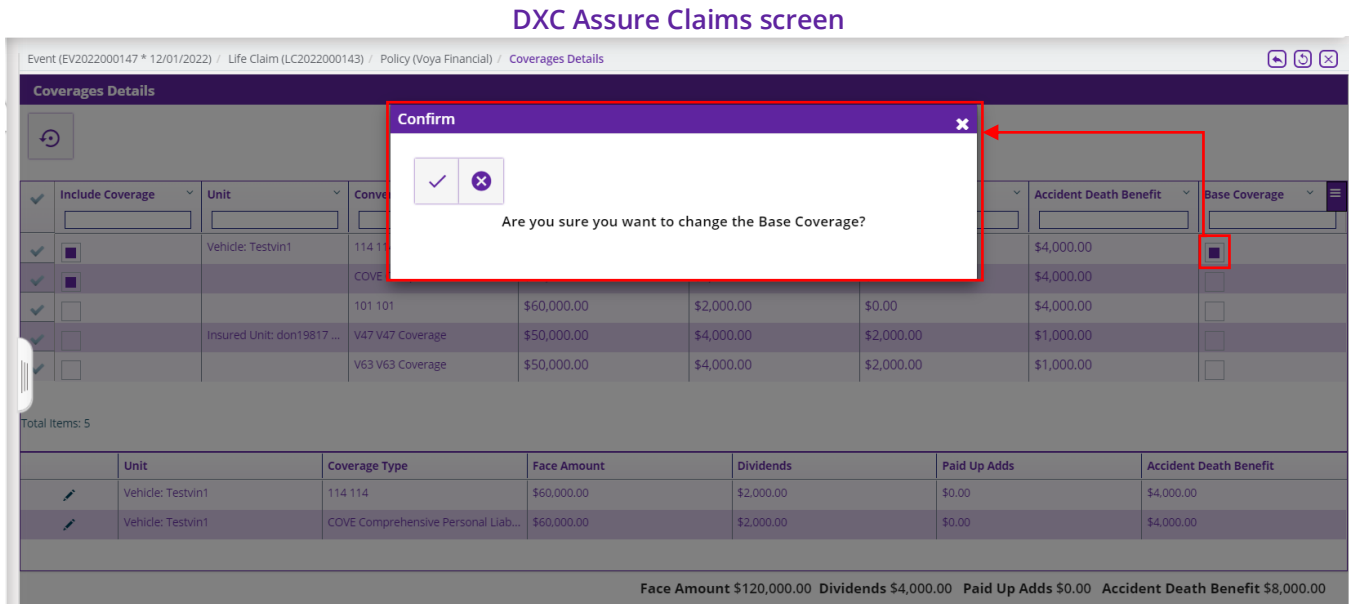 DXC Assure Claims screen
Event (EV2022000147 * 12/01/2022) / Life Claim (LC2022000143) / Policy (Voya Financial) / Coverages Details
Coverages Details
Confirm
Are you sure you want to change the Base Coverage?
Include Coverage Unit Accident Death Benefit Base Coverage
Vehicle: Testvin1 $4,000.00
COVE $4,000.00
101 101 $60,000.00 $2,000.00 $0.00 $4,000.00
Insured Unit: don19817 ... V47 V47 Coverage $50,000.00 $4,000.00 $2,000.00 $1,000.00
V63 V63 Coverage $50,000.00 $4,000.00 $2,000.00 $1,000.00
Total Items: 5
Unit Coverage Type Face Amount Dividends Paid Up Adds Accident Death Benefit
Vehicle: Testvin1 114 114 $60,000.00 $2,000.00 $0.00 $4,000.00
Vehicle: Testvin1 COVE Comprehensive Personal Liab... $60,000.00 $2,000.00 $0.00 $4,000.00
Face Amount $120,000.00 Dividends $4,000.00 Paid Up Adds $0.00 Accident Death Benefit $8,000.00